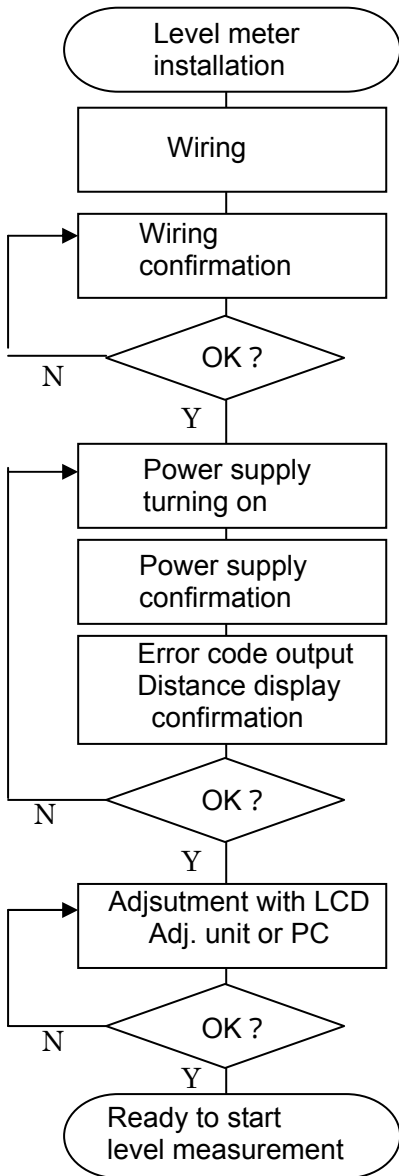 Level meter
installation
Wiring
Wiring
confirmation
OK ?
N
Y
Power supply
turning on
Power supply
confirmation
Error code output
Distance display
confirmation
OK ?
N
Y
Adjsutment with LCD
Adj. unit or PC
OK ?
N
Y
Ready to start
level measurement